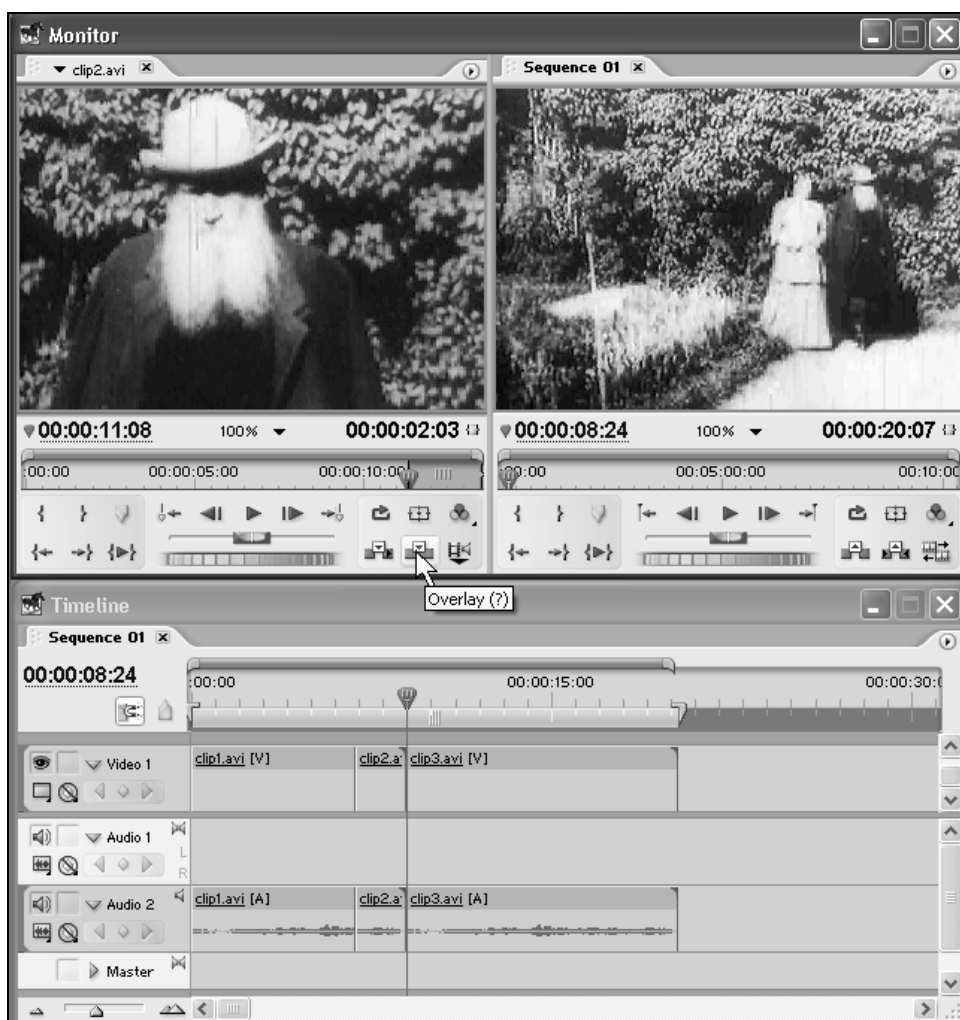 Monitor
clip2.avi
Sequence 01
00:00:11:08
100%
00:00:02:03
00:00:08:24
100%
00:00:20:07
:00:00
00:00:05:00
00:00:10:00
00:00
00:05:00:00
00:10:00
Overlay (?)
Timeline
Sequence 01
00:00:08:24
:00:00
00:00:15:00
00:00:30:0
Video 1
clip1.avi [V]
clip2.a
clip3.avi [V]
Audio 1
L
R
Audio 2
clip1.avi [A]
clip2.a
clip3.avi [A]
Master